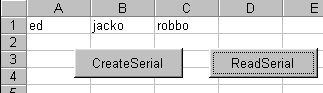 A B C D E
1 ed jacko robbo
2
3 CreateSerial ReadSerial
4
5